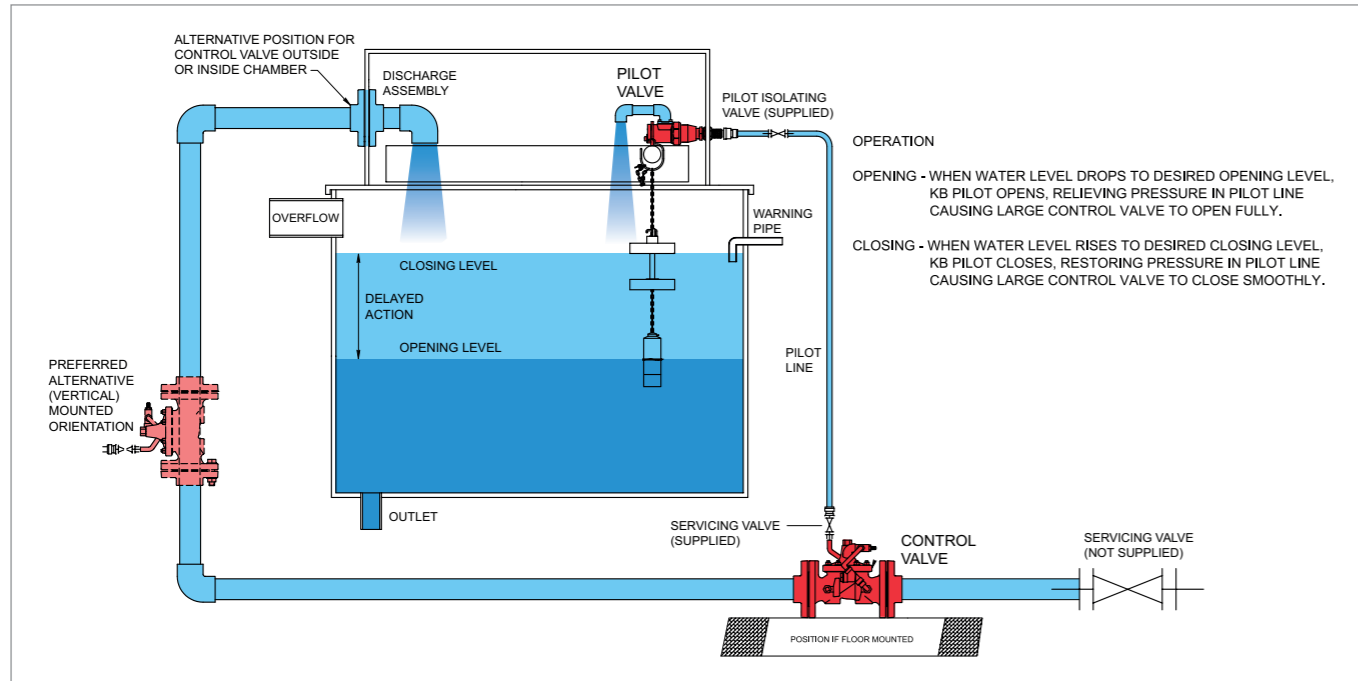 ALTERNATIVE POSITION FOR
CONTROL VALVE OUTSIDE
OR INSIDE CHAMBER
DISCHARGE
ASSEMBLY
PILOT
VALVE
PILOT ISOLATING
VALVE (SUPPLIED)
OPERATION
OPENING - WHEN WATER LEVEL DROPS TO DESIRED OPENING LEVEL,
KB PILOT OPENS, RELIEVING PRESSURE IN PILOT LINE
CAUSING LARGE CONTROL VALVE TO OPEN FULLY.
CLOSING - WHEN WATER LEVEL RISES TO DESIRED CLOSING LEVEL,
KB PILOT CLOSES, RESTORING PRESSURE IN PILOT LINE
CAUSING LARGE CONTROL VALVE TO CLOSE SMOOTHLY.
OVERFLOW
WARNING
PIPE
CLOSING LEVEL
DELAYED
ACTION
OPENING LEVEL
PILOT
LINE
PREFERRED
ALTERNATIVE
(VERTICAL)
MOUNTED
ORIENTATION
OUTLET
SERVICING VALVE
(SUPPLIED)
CONTROL
VALVE
SERVICING VALVE
(NOT SUPPLIED)
POSITION IF FLOOR MOUNTED